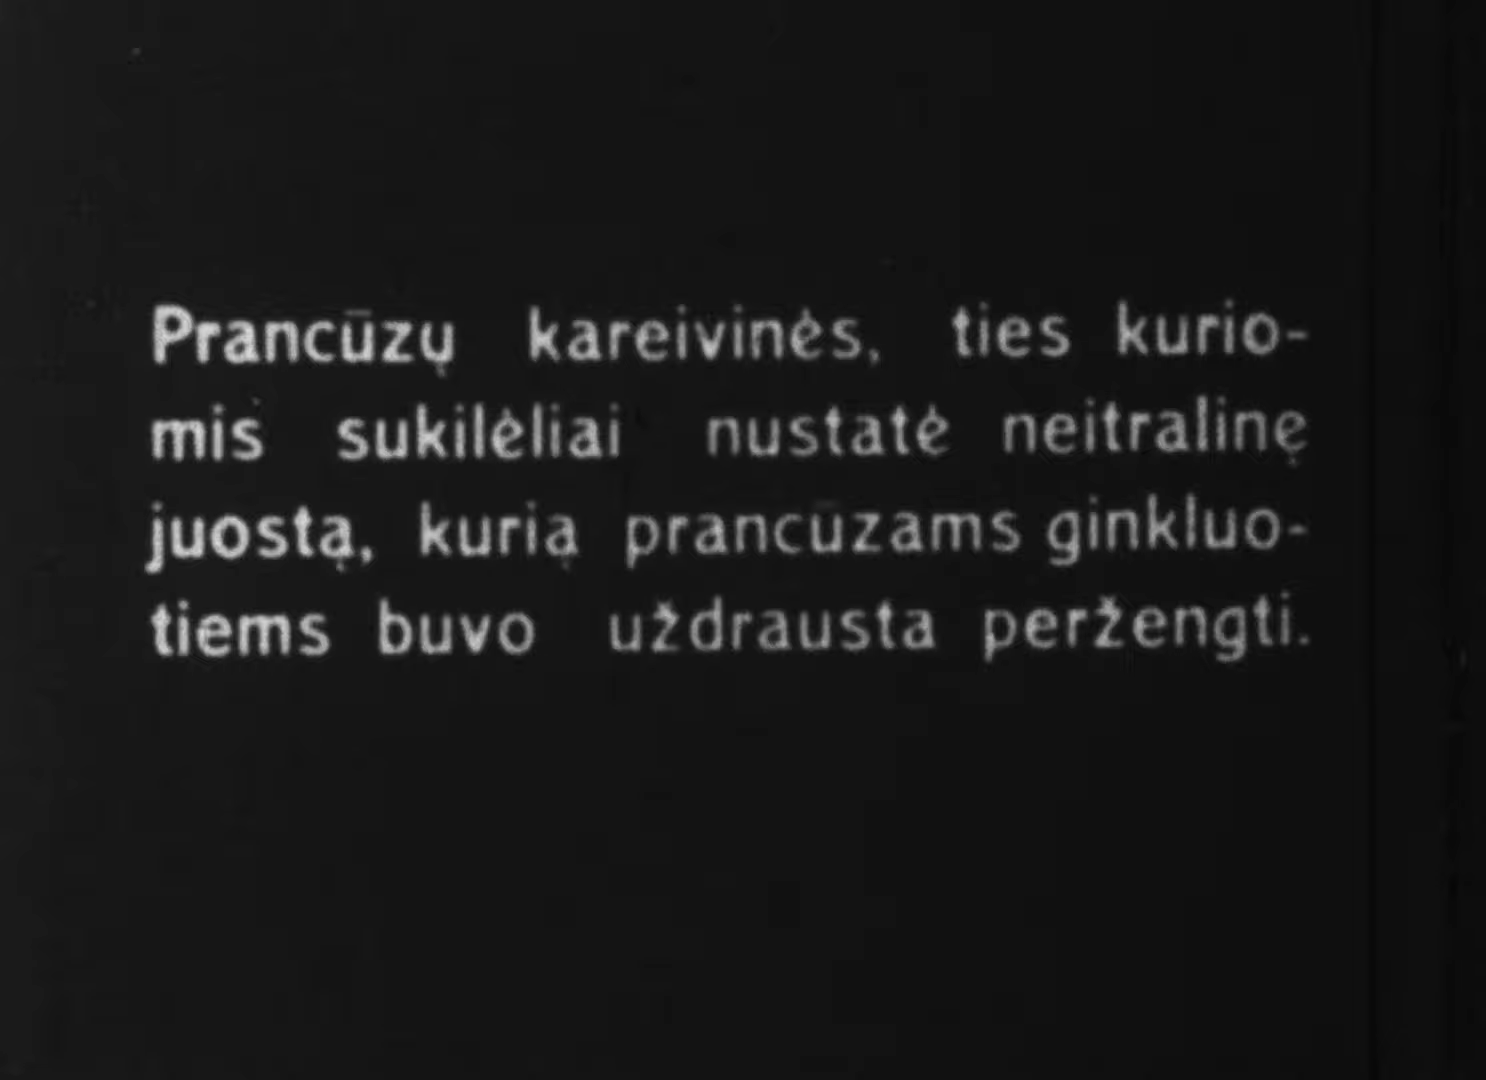 Prancūzų kareivinės, ties kurio-
mis sukilėliai nustatė neitralinę
juostą, kurią prancūzams ginkluo-
tiems buvo uždrausta peržengti.